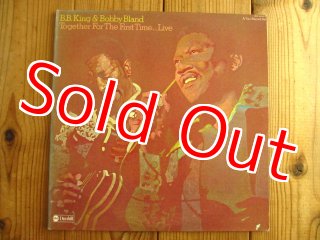 B.B. King & Bobby Bland
Together For The First Time...Live
Sold Out